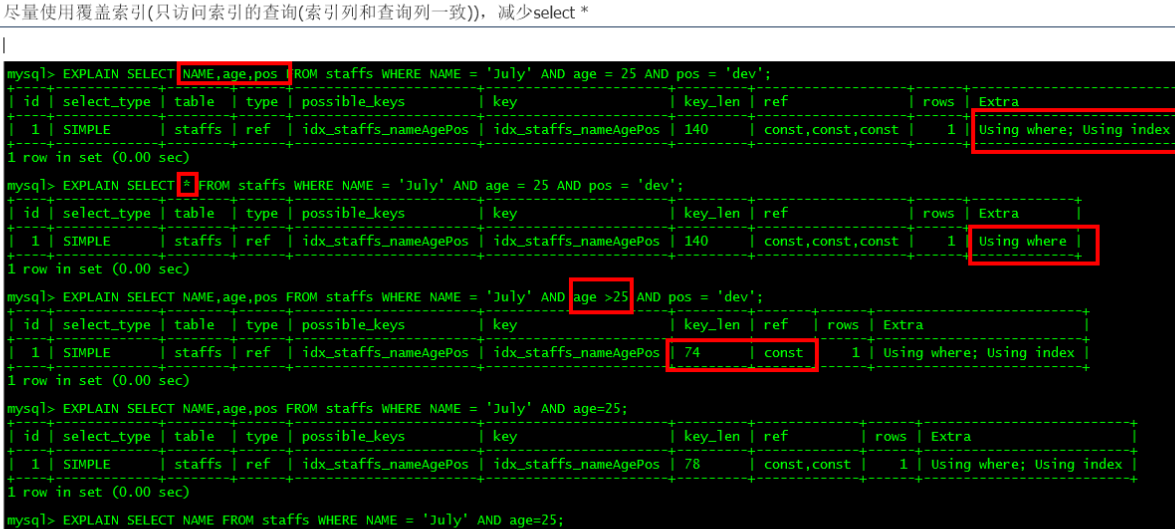 尽量使用覆盖索引(只访问索引的查询(索引列和查询列一致))，减少select *
mysql> EXPLAIN SELECT NAME,age,pos FROM staffs WHERE NAME = 'July' AND age = 25 AND pos = 'dev';
| id | select_type | table | type | possible_keys | key | key_len | ref | rows | Extra
| 1 | SIMPLE | staffs | ref | idx_staffs_nameAgePos | idx_staffs_nameAgePos | 140 | const,const,const | 1 | Using where; Using index
1 row in set (0.00 sec)
mysql> EXPLAIN SELECT * FROM staffs WHERE NAME = 'July' AND age = 25 AND pos = 'dev';
| id | select_type | table | type | possible_keys | key | key_len | ref | rows | Extra |
| 1 | SIMPLE | staffs | ref | idx_staffs_nameAgePos | idx_staffs_nameAgePos | 140 | const,const,const | 1 | Using where |
1 row in set (0.00 sec)
mysql> EXPLAIN SELECT NAME,age,pos FROM staffs WHERE NAME = 'July' AND age >25 AND pos = 'dev';
| id | select_type | table | type | possible_keys | key | key_len | ref | rows | Extra |
| 1 | SIMPLE | staffs | ref | idx_staffs_nameAgePos | idx_staffs_nameAgePos | 74 | const | 1 | Using where; Using index |
1 row in set (0.00 sec)
mysql> EXPLAIN SELECT NAME,age,pos FROM staffs WHERE NAME = 'July' AND age=25;
| id | select_type | table | type | possible_keys | key | key_len | ref | rows | Extra |
| 1 | SIMPLE | staffs | ref | idx_staffs_nameAgePos | idx_staffs_nameAgePos | 78 | const,const | 1 | Using where; Using index |
1 row in set (0.00 sec)
mysql> EXPLAIN SELECT NAME FROM staffs WHERE NAME = 'July' AND age=25;